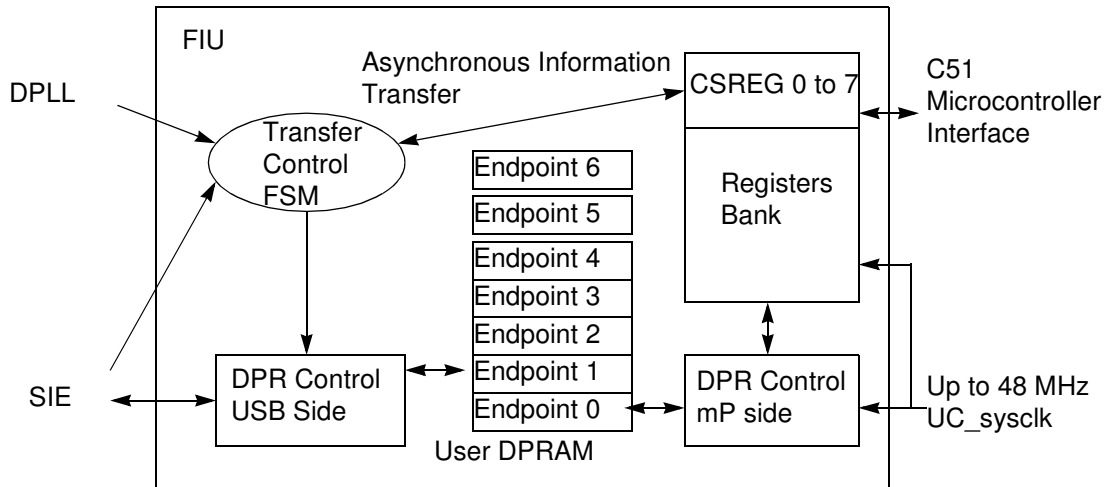 FIU
DPLL
Asynchronous Information
Transfer
CSREG 0 to 7
C51
Microcontroller
Interface
Transfer
Control
FSM
Registers
Bank
Endpoint 6
Endpoint 5
Endpoint 4
Endpoint 3
Endpoint 2
Endpoint 1
Endpoint 0
User DPRAM
SIE
DPR Control
USB Side
DPR Control
mP side
Up to 48 MHz
UC_sysclk